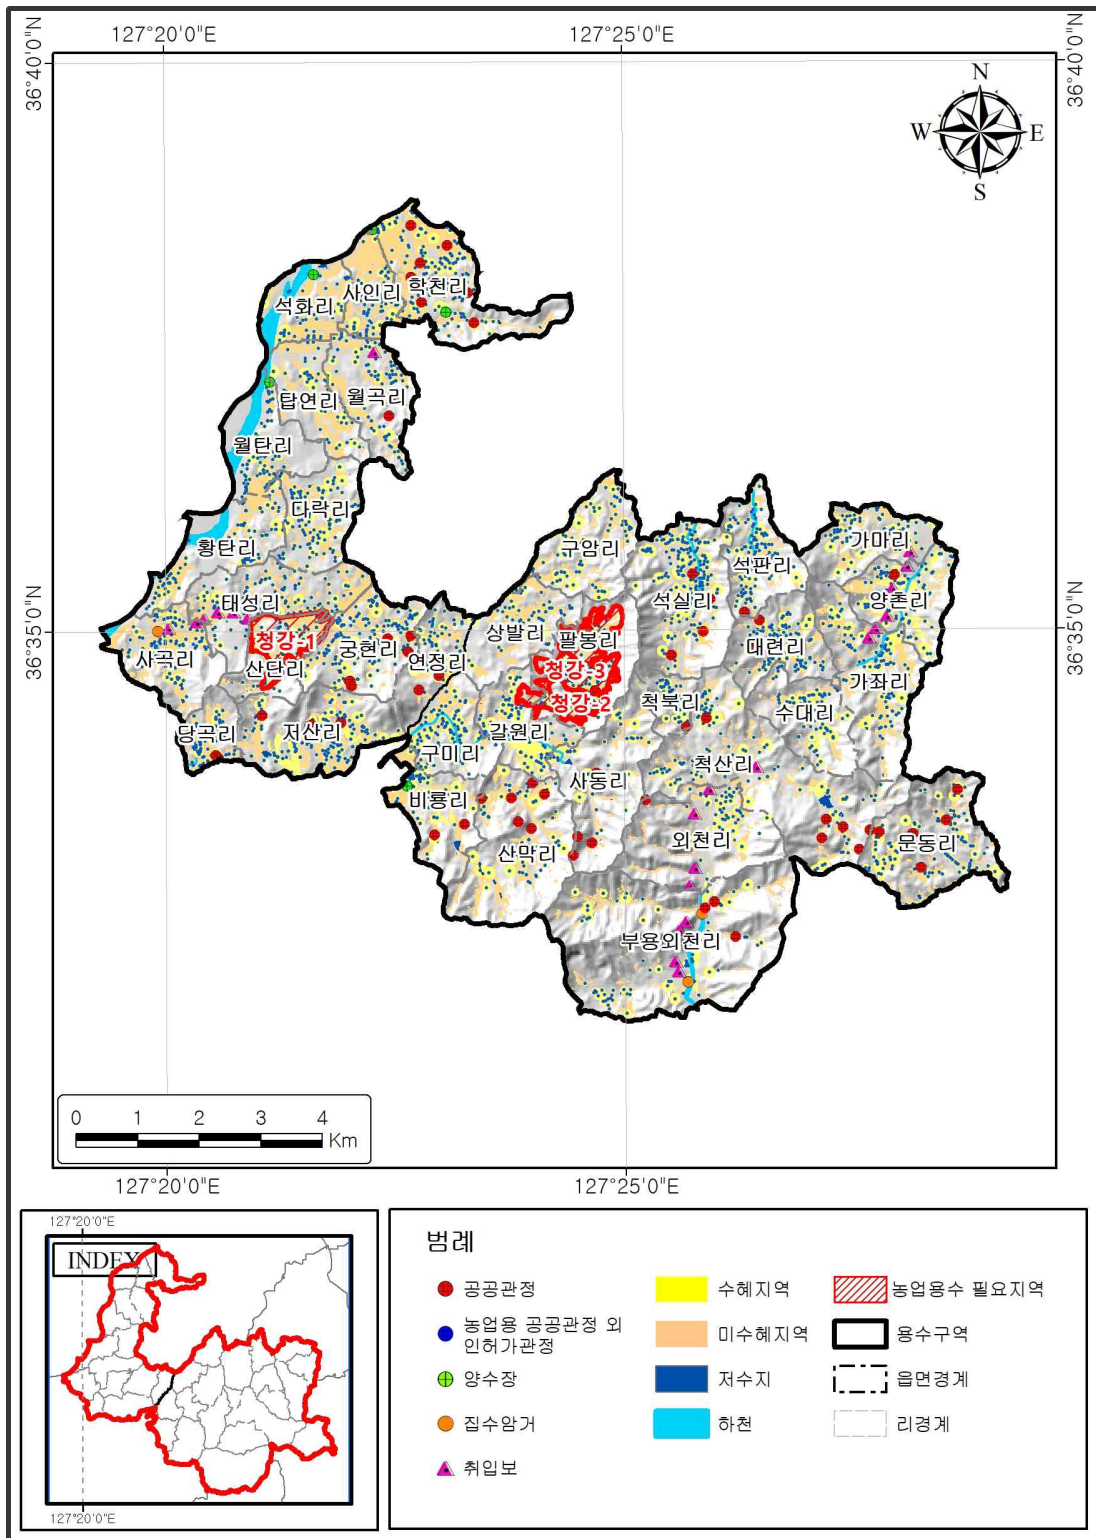 127°20'0"E
127°25'0"E
36°40'0"N
36°40'0"N
N
W
E
S
학천리
사인리
석화리
월곡리
탑연리
월탄리
다락리
황탄리
구암리
가마리
석판리
태성리
석실리
양촌리
상발리
팔봉리
청강-1
궁현리
대련리
36°35'0"N
36°35'0"N
사곡리
산단리
연정리
청강-3
가좌리
청강-2
척북리
수대리
당곡리
저산리
갈원리
구미리
척산리
사동리
비룡리
외천리
문동리
산막리
부용외천리
0 1 2 3 4
Km
127°20'0"E
127°25'0"E
127°20'0"E
INDEX
127°20'0"E
범례
공공관정
농업용 공공관정 외
인허가관정
양수장
집수암거
취입보
수혜지역
미수혜지역
저수지
하천
농업용수 필요지역
용수구역
읍면경계
리경계